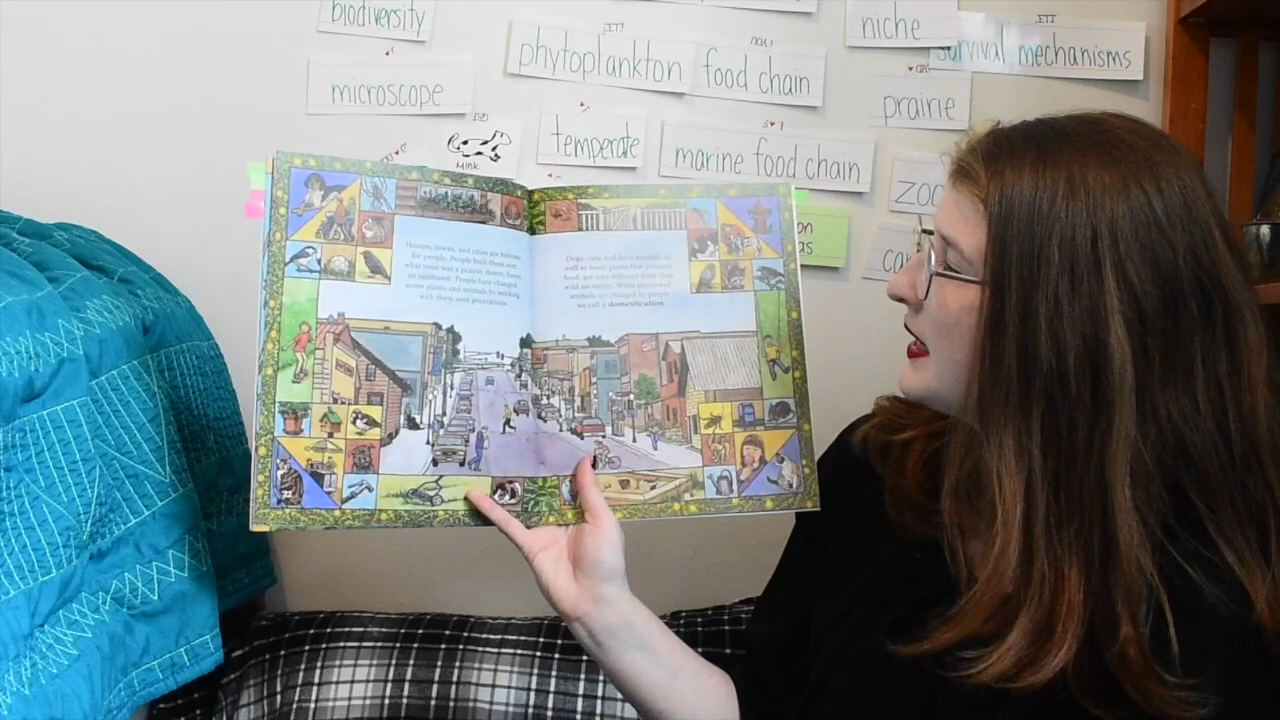 biodiversity
niche
survival mechanisms
phytoplankton
food chain
microscope
prairie
Mink
temperate
marine food chain
zoo
Houses, towns, and cities are habitats
for people. People built them over
what once was a prairie, desert, forest
or rainforest. People have changed
some plants and animals by working
with them over generations.
Dogs, cats, and farm animals, as
well as many plants that produce
food, are very different from their
wild ancestors. When plants and
animals are changed by people
we call it domestication.